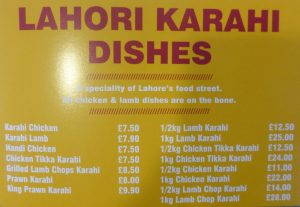 LAHORI KARAHI
DISHES
speciality of Lahore's food street.
chicken & lamb dishes are on the bone.
Karahi Chicken £7.50
Karahi Lamb £7.90
Handi Chicken £7.50
Chicken Tikka Karahi £7.50
Grilled Lamb Chops Karahi £8.50
Prawn Karahi £8.00
King Prawn Karahi £9.90
1/2kg Lamb Karahi £12.50
1kg Lamb Karahi £25.00
1/2kg Chicken Tikka Karahi £12.50
1kg Chicken Tikka Karahi £24.00
1/2kg Chicken Karahi £11.00
1kg Chicken Karahi £22.00
1/2kg Lamb Chop Karahi £14.00
1kg Lamb Chop Karahi £28.00